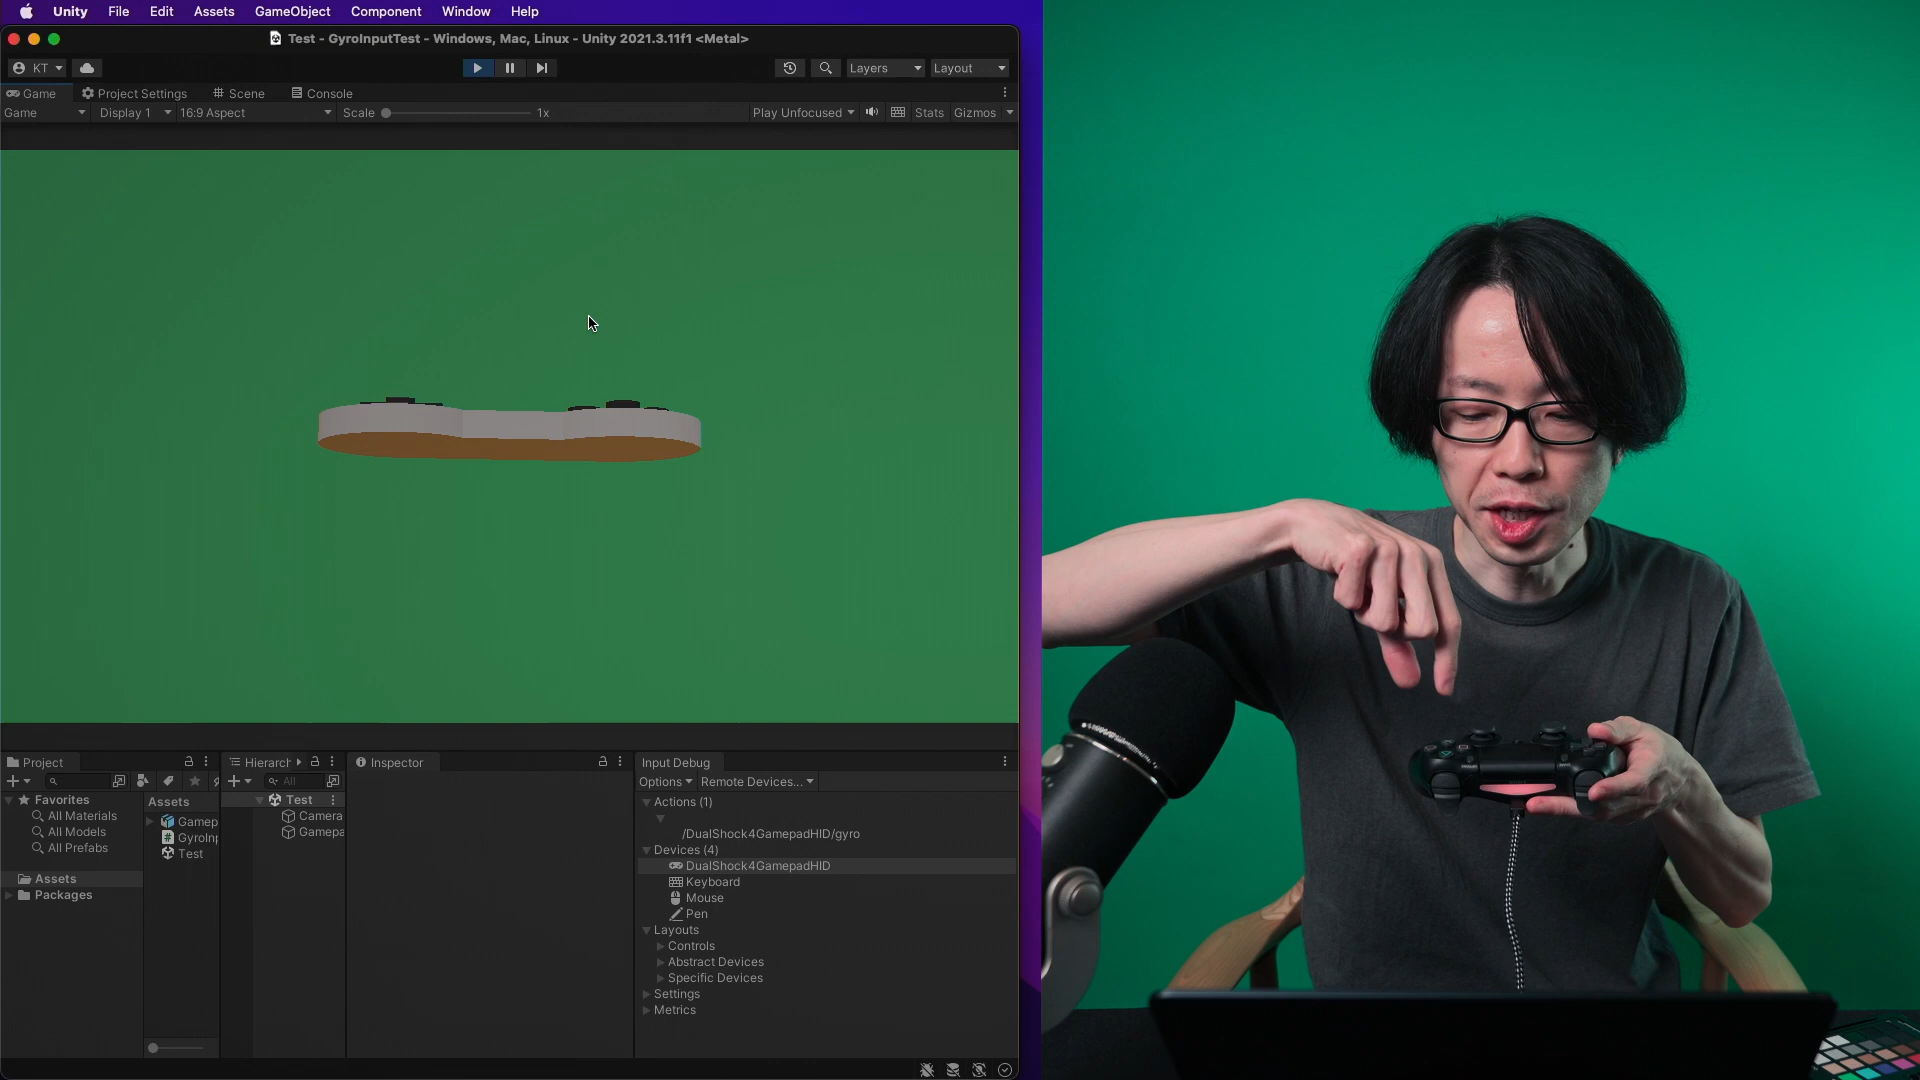 Unity File Edit Assets GameObject Component Window Help
Test - GyroInputTest - Windows, Mac, Linux - Unity 2021.3.11f1 <Metal>
KT Layers Layout
Game Project Settings Scene Console
Game Display 1 16:9 Aspect Scale 1x Play Unfocused Stats Gizmos
Project
Favorites
All Materials
All Models
All Prefabs
Assets
Packages
Assets
Gamep
GyroInp
Test
Hierarch
All
Test
Camera
Gamepa
Inspector
Input Debug
Options Remote Devices...
Actions (1)
/DualShock4GamepadHID/gyro
Devices (4)
DualShock4GamepadHID
Keyboard
Mouse
Pen
Layouts
Controls
Abstract Devices
Specific Devices
Settings
Metrics